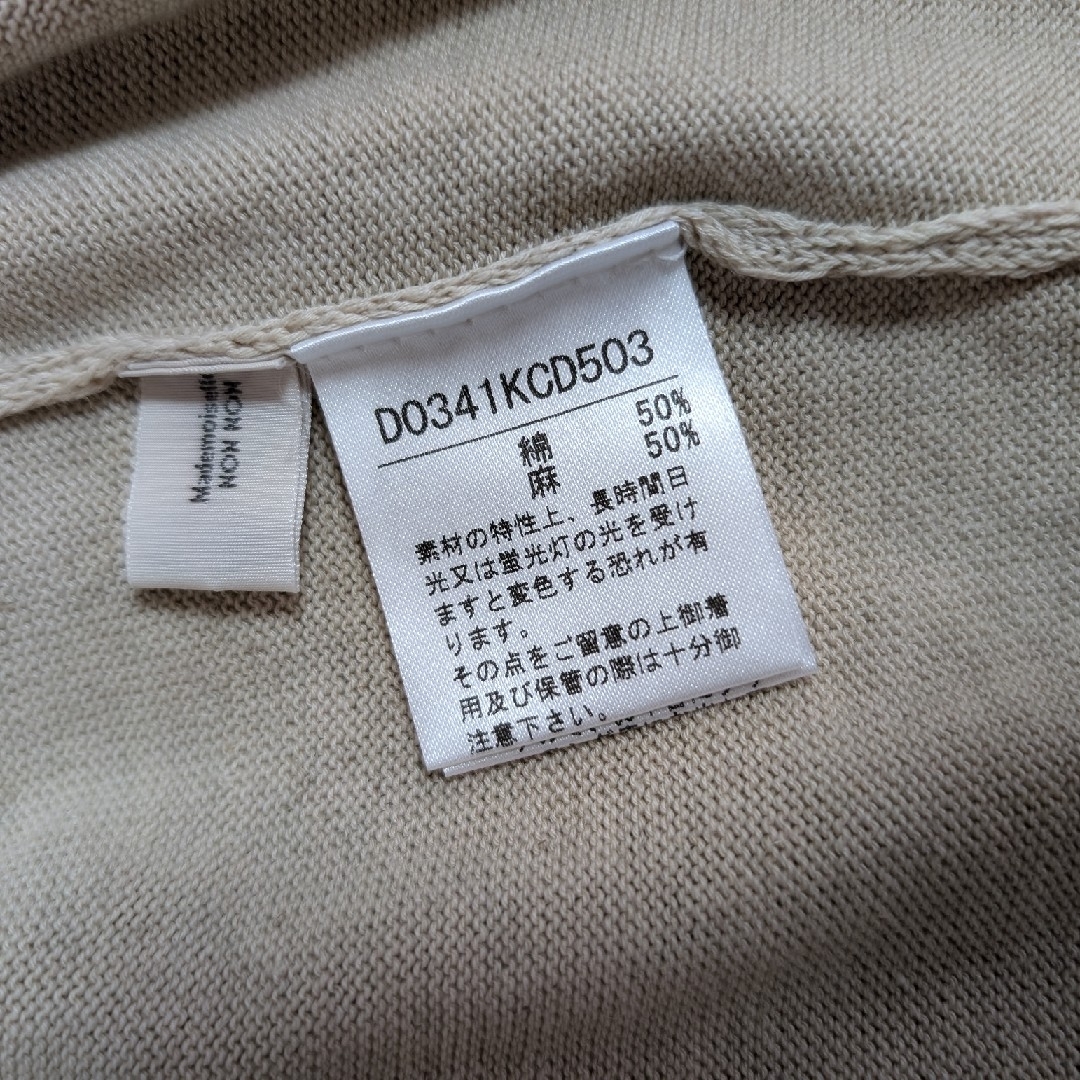 Mademoiselle
NON NON
D0341KCD503
綿 50%
麻 50%
素材の特性上、長時間日
光又は蛍光灯の光を受け
ますと変色する恐れが有
ります。
その点をご留意の上御着
用及び保管の際は十分御
注意下さい。